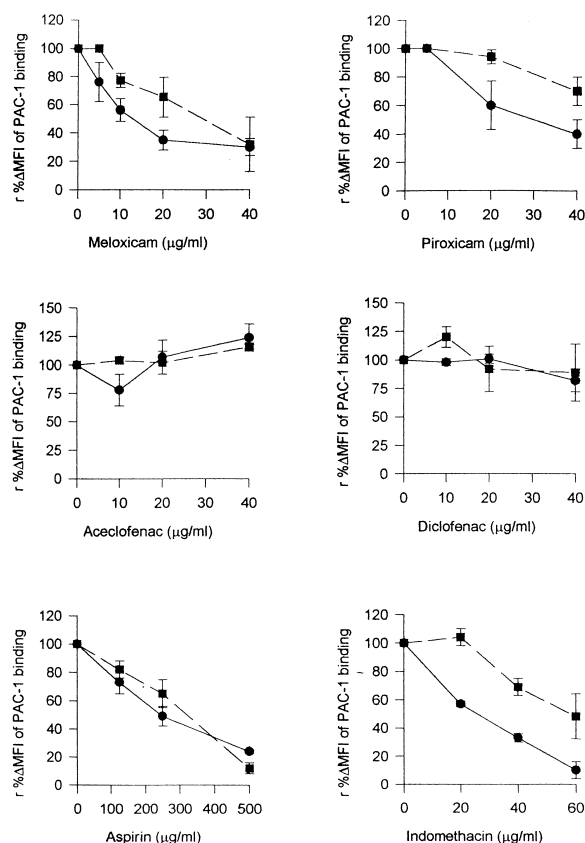 r %ΔMFI of PAC-1 binding
120
100
80
60
40
20
0
0 10 20 30 40
Meloxicam (μg/ml)
r %ΔMFI of PAC-1 binding
120
100
80
60
40
20
0
0 10 20 30 40
Piroxicam (μg/ml)
r %ΔMFI of PAC-1 binding
150
125
100
75
50
25
0
0 10 20 30 40
Aceclofenac (μg/ml)
r %ΔMFI of PAC-1 binding
150
125
100
75
50
25
0
0 10 20 30 40
Diclofenac (μg/ml)
r %ΔMFI of PAC-1 binding
120
100
80
60
40
20
0
0 100 200 300 400 500
Aspirin (μg/ml)
r %ΔMFI of PAC-1 binding
120
100
80
60
40
20
0
0 20 40 60
Indomethacin (μg/ml)